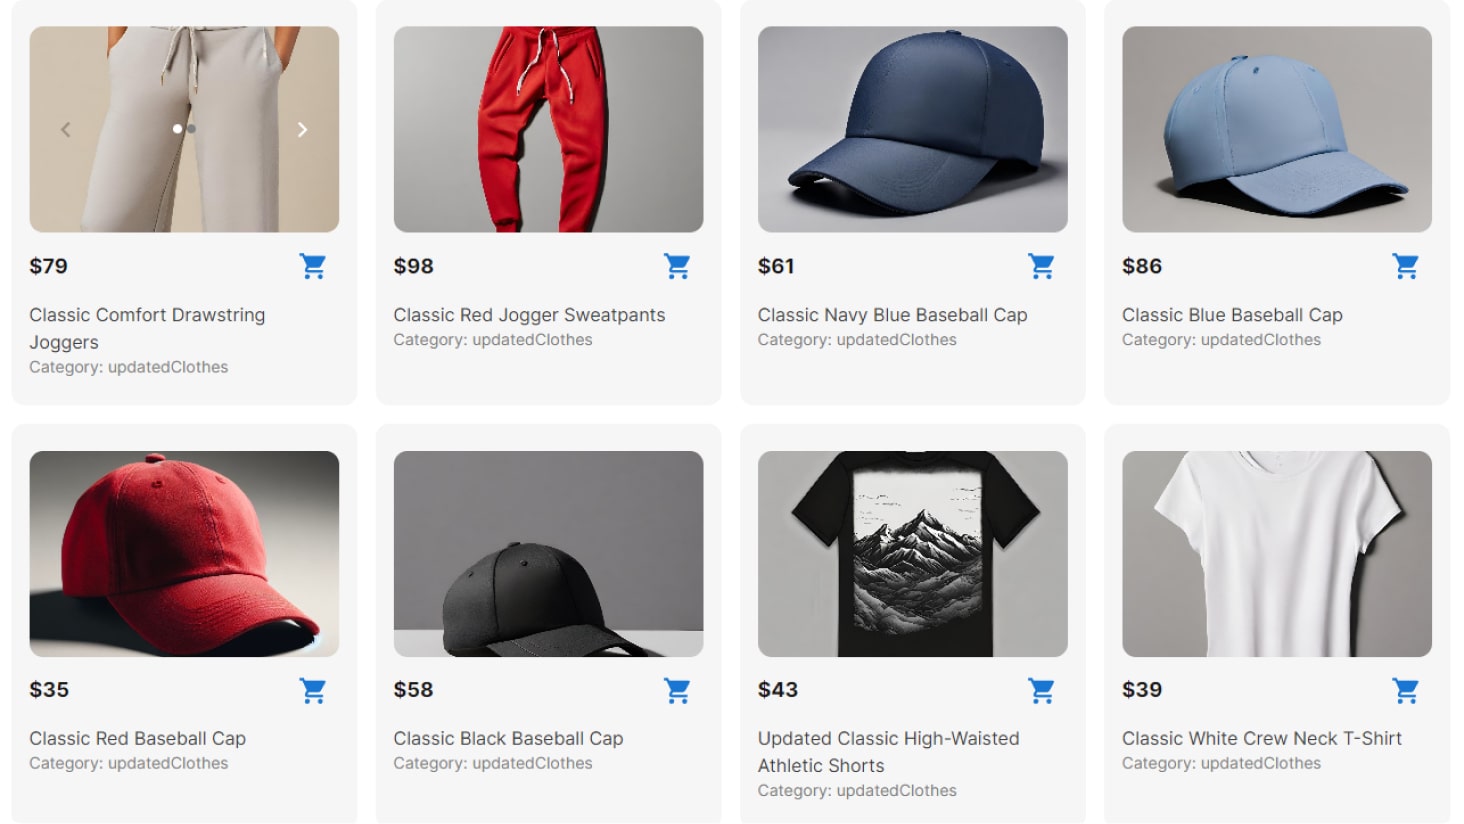 $79
Classic Comfort Drawstring
Joggers
Category: updatedClothes
$98
Classic Red Jogger Sweatpants
Category: updatedClothes
$61
Classic Navy Blue Baseball Cap
Category: updatedClothes
$86
Classic Blue Baseball Cap
Category: updatedClothes
$35
Classic Red Baseball Cap
Category: updatedClothes
$58
Classic Black Baseball Cap
Category: updatedClothes
$43
Updated Classic High-Waisted
Athletic Shorts
Category: updatedClothes
$39
Classic White Crew Neck T-Shirt
Category: updatedClothes